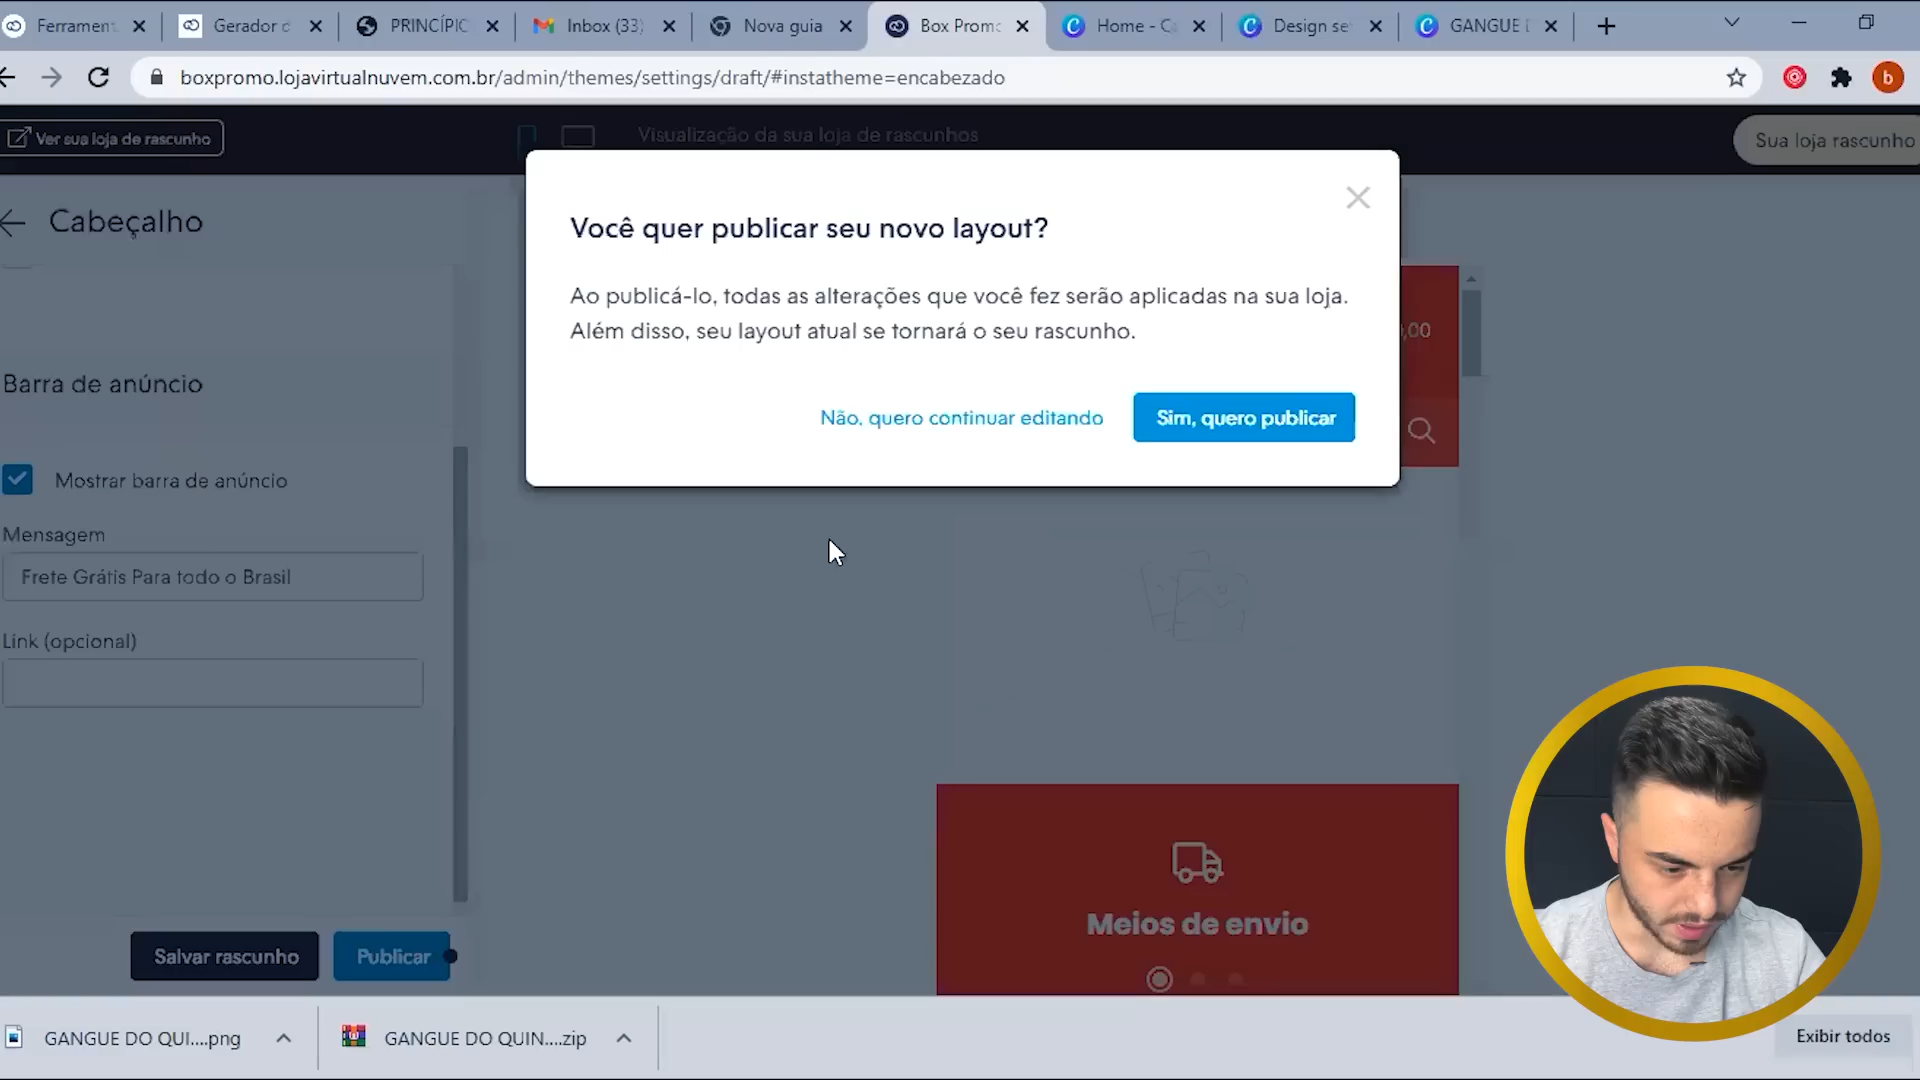 Ferrament
Gerador d
PRINCÍPIC
Inbox (33)
Nova guia
Box Promo
Home - C
Design se
GANGUE D
boxpromo.lojavirtualnuvem.com.br/admin/themes/settings/draft/#instatheme=encabezado
b
Ver sua loja de rascunho
Visualização da sua loja de rascunhos
Sua loja rascunho
Cabeçalho
Você quer publicar seu novo layout?
Ao publicá-lo, todas as alterações que você fez serão aplicadas na sua loja.
Além disso, seu layout atual se tornará o seu rascunho.
,00
Barra de anúncio
Não, quero continuar editando
Sim, quero publicar
Mostrar barra de anúncio
Mensagem
Frete Grátis Para todo o Brasil
Link (opcional)
Meios de envio
Salvar rascunho
Publicar
GANGUE DO QUI....png
GANGUE DO QUIN....zip
Exibir todos